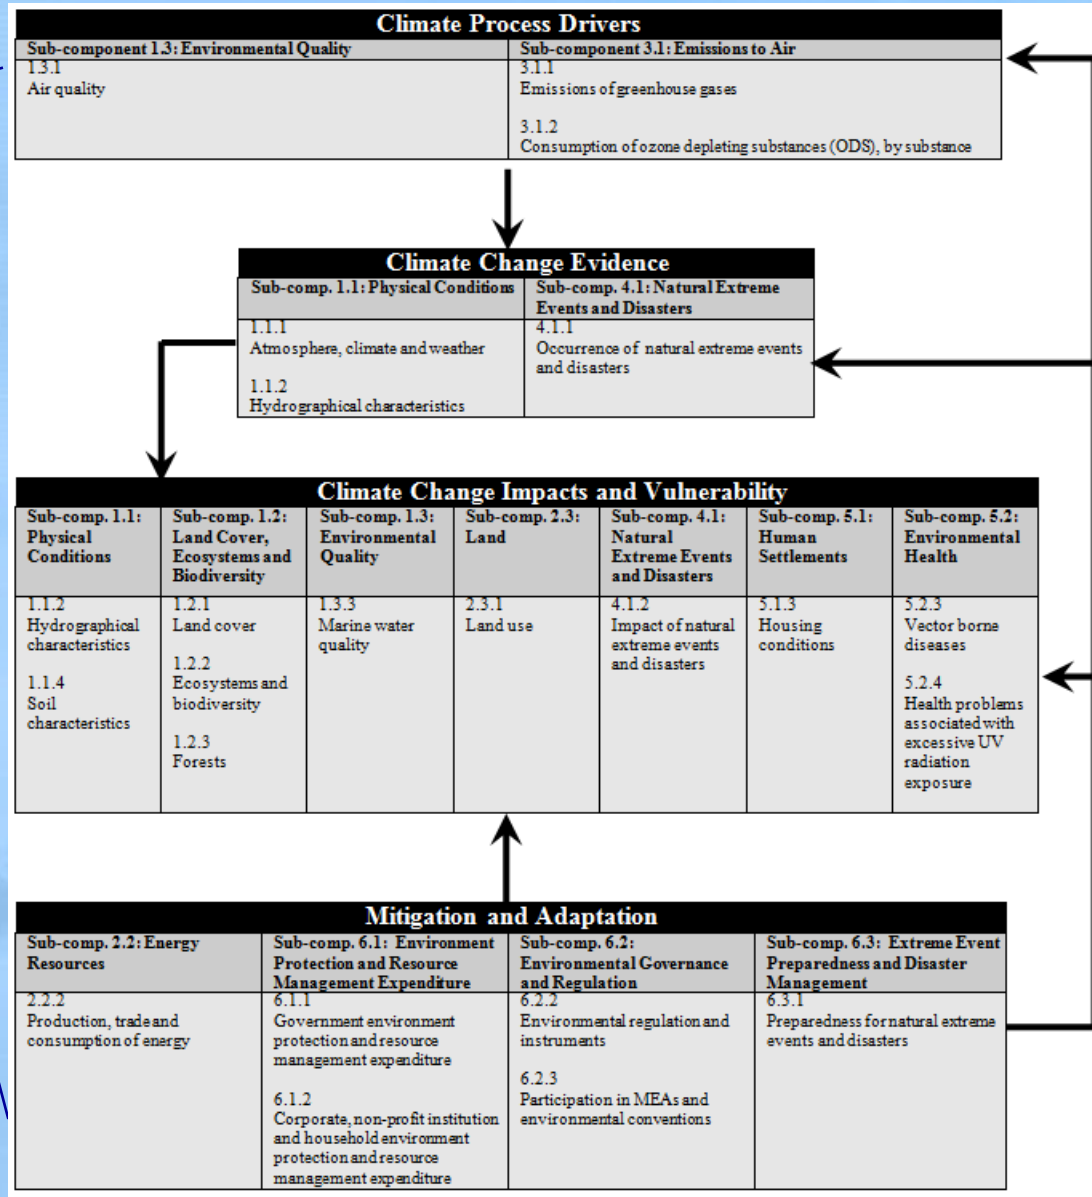 Climate Process Drivers
Sub-component 1.3: Environmental Quality
1.3.1
Air quality
Sub-component 3.1: Emissions to Air
3.1.1
Emissions of greenhouse gases
3.1.2
Consumption of ozone depleting substances (ODS), by substance
Climate Change Evidence
Sub-comp. 1.1: Physical Conditions
1.1.1
Atmosphere, climate and weather
1.1.2
Hydrographical characteristics
Sub-comp. 4.1: Natural Extreme
Events and Disasters
4.1.1
Occurrence of natural extreme events
and disasters
Climate Change Impacts and Vulnerability
Sub-comp. 1.1:
Physical
Conditions
1.1.2
Hydrographical
characteristics
1.1.4
Soil
characteristics
Sub-comp. 1.2:
Land Cover,
Ecosystems and
Biodiversity
1.2.1
Land cover
1.2.2
Ecosystems and
biodiversity
1.2.3
Forests
Sub-comp. 1.3:
Environmental
Quality
1.3.3
Marine water
quality
Sub-comp. 2.3:
Land
2.3.1
Land use
Sub-comp. 4.1:
Natural
Extreme Events
and Disasters
4.1.2
Impact of natural
extreme events
and disasters
Sub-comp. 5.1:
Human
Settlements
5.1.3
Housing
conditions
Sub-comp. 5.2:
Environmental
Health
5.2.3
Vector borne
diseases
5.2.4
Health problems
associated with
excessive UV
radiation
exposure
Mitigation and Adaptation
Sub-comp. 2.2: Energy
Resources
2.2.2
Production, trade and
consumption of energy
Sub-comp. 6.1: Environment
Protection and Resource
Management Expenditure
6.1.1
Government environment
protection and resource
management expenditure
6.1.2
Corporate, non-profit institution
and household environment
protection and resource
management expenditure
Sub-comp. 6.2:
Environmental Governance
and Regulation
6.2.2
Environmental regulation and
instruments
6.2.3
Participation in MEAs and
environmental conventions
Sub-comp. 6.3: Extreme Event
Preparedness and Disaster
Management
6.3.1
Preparedness for natural extreme
events and disasters